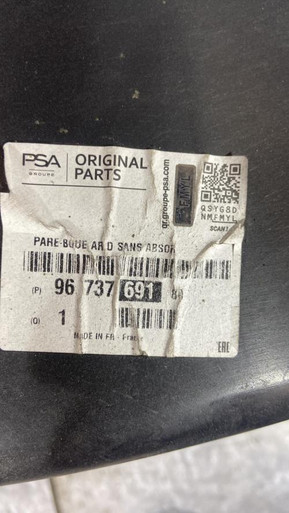 PSA
GROUPE
ORIGINAL
PARTS
qr.groupe-psa.com
QSYG8D
NMFMYL
SCAN
PARE-BOUE AR D SANS ABSOR
(P) 96 737 691 80
(Q) 1
MADE IN FR - France
EAC